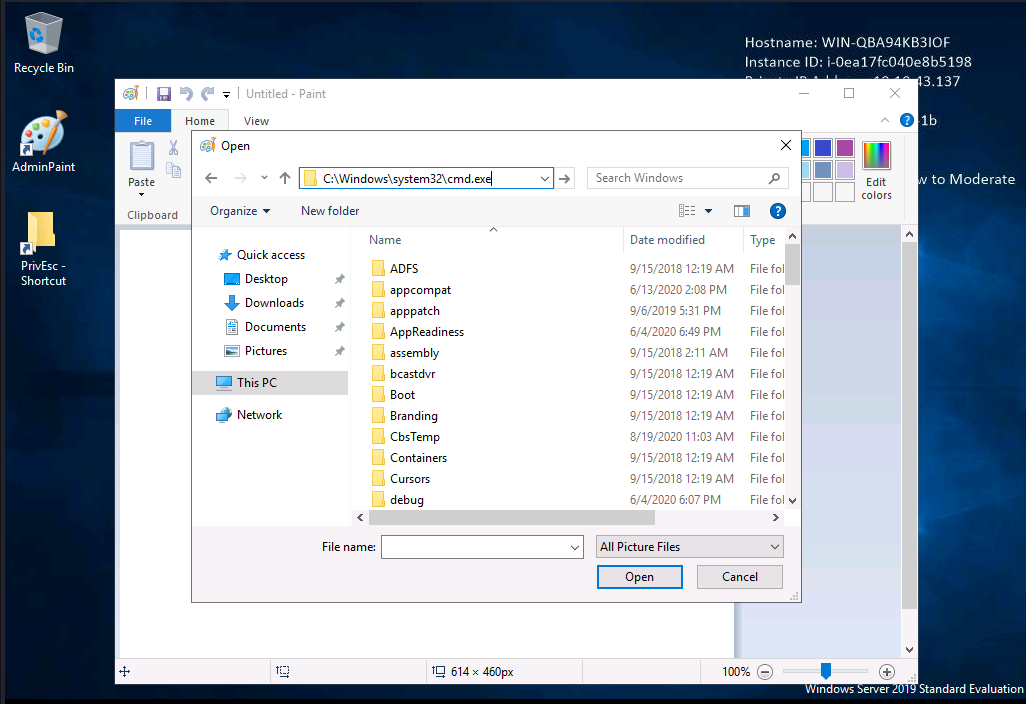 Recycle Bin
AdminPaint
PrivEsc -
Shortcut
Hostname: WIN-QBA94KB3IOF
Instance ID: i-0ea17fc040e8b5198
43.137
1b
w to Moderate
Untitled - Paint
File
Home
View
Paste
Clipboard
Edit
colors
Open
C:\Windows\system32\cmd.exe
Search Windows
Organize
New folder
Quick access
Desktop
Downloads
Documents
Pictures
This PC
Network
Name Date modified Type
ADFS 9/15/2018 12:19 AM File fol
appcompat 6/13/2020 2:08 PM File fol
apppatch 9/6/2019 5:31 PM File fol
AppReadiness 6/4/2020 6:49 PM File fol
assembly 9/15/2018 2:11 AM File fol
bcastdvr 9/15/2018 12:19 AM File fol
Boot 9/15/2018 12:19 AM File fol
Branding 9/15/2018 12:19 AM File fol
CbsTemp 8/19/2020 11:03 AM File fol
Containers 9/15/2018 12:19 AM File fol
Cursors 9/15/2018 12:19 AM File fol
debug 6/4/2020 6:07 PM File fol
File name:
All Picture Files
Open
Cancel
614 × 460px
100%
Windows Server 2019 Standard Evaluation